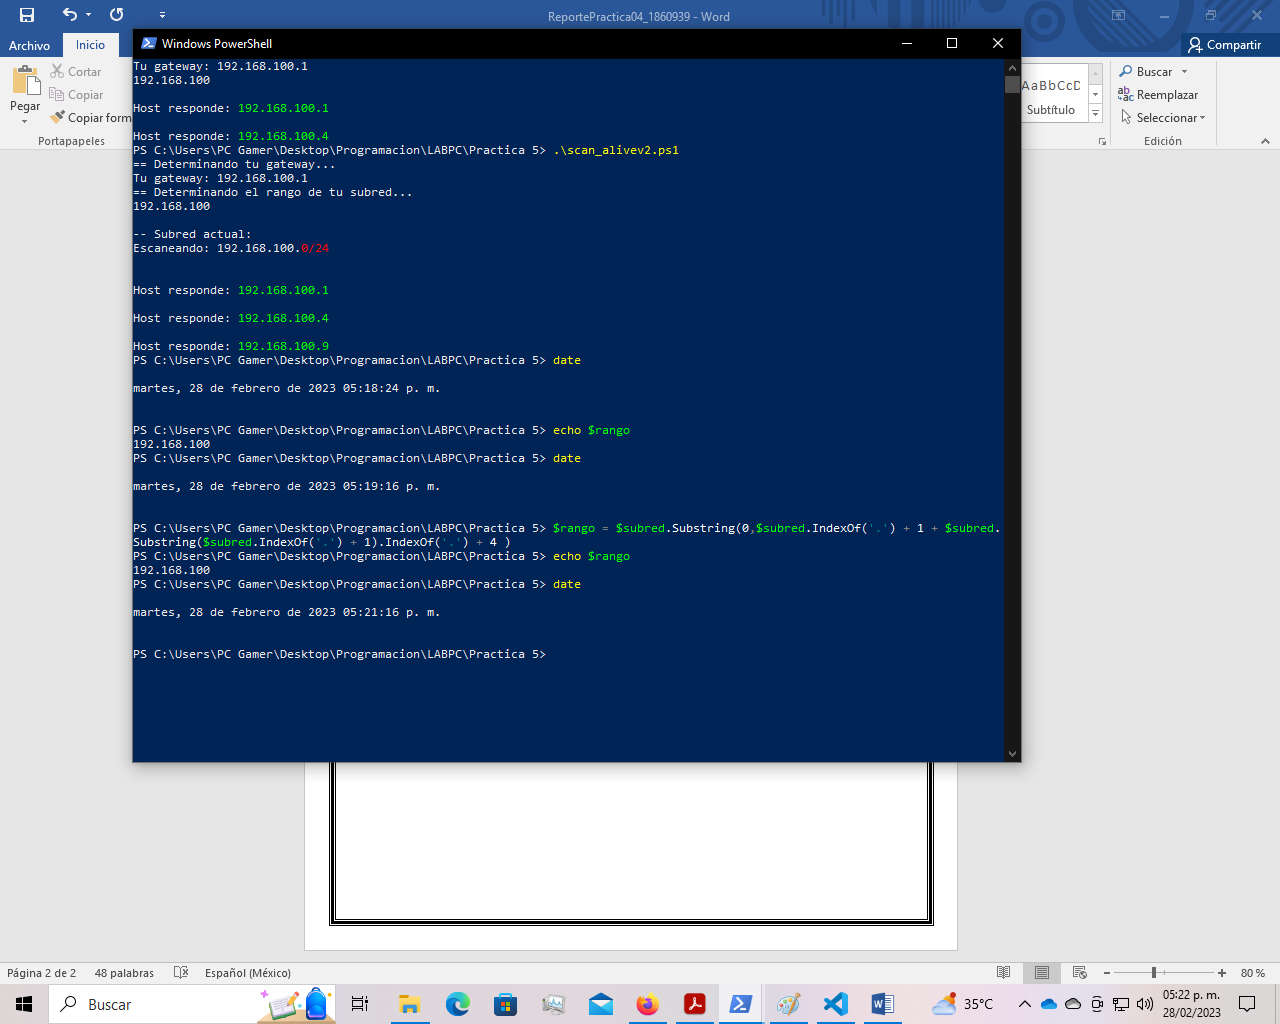 ReportePractica04_1860939 - Word
Archivo
Inicio
Compartir
Windows PowerShell
Pegar
Cortar
Copiar
Copiar form
Portapapeles
AaBbCcD
Subtítulo
Buscar
Reemplazar
Seleccionar
Edición
Tu gateway: 192.168.100.1
192.168.100
Host responde: 192.168.100.1
Host responde: 192.168.100.4
PS C:\Users\PC Gamer\Desktop\Programacion\LABPC\Practica 5> .\scan_alivev2.ps1
== Determinando tu gateway...
Tu gateway: 192.168.100.1
== Determinando el rango de tu subred...
192.168.100
-- Subred actual:
Escaneando: 192.168.100.0/24
Host responde: 192.168.100.1
Host responde: 192.168.100.4
Host responde: 192.168.100.9
PS C:\Users\PC Gamer\Desktop\Programacion\LABPC\Practica 5> date
martes, 28 de febrero de 2023 05:18:24 p. m.
PS C:\Users\PC Gamer\Desktop\Programacion\LABPC\Practica 5> echo $rango
192.168.100
PS C:\Users\PC Gamer\Desktop\Programacion\LABPC\Practica 5> date
martes, 28 de febrero de 2023 05:19:16 p. m.
PS C:\Users\PC Gamer\Desktop\Programacion\LABPC\Practica 5> $rango = $subred.Substring(0,$subred.IndexOf('.') + 1 + $subred.
Substring($subred.IndexOf('.') + 1).IndexOf('.') + 4 )
PS C:\Users\PC Gamer\Desktop\Programacion\LABPC\Practica 5> echo $rango
192.168.100
PS C:\Users\PC Gamer\Desktop\Programacion\LABPC\Practica 5> date
martes, 28 de febrero de 2023 05:21:16 p. m.
PS C:\Users\PC Gamer\Desktop\Programacion\LABPC\Practica 5>
Página 2 de 2
48 palabras
Español (México)
80 %
Buscar
35°C
05:22 p. m.
28/02/2023